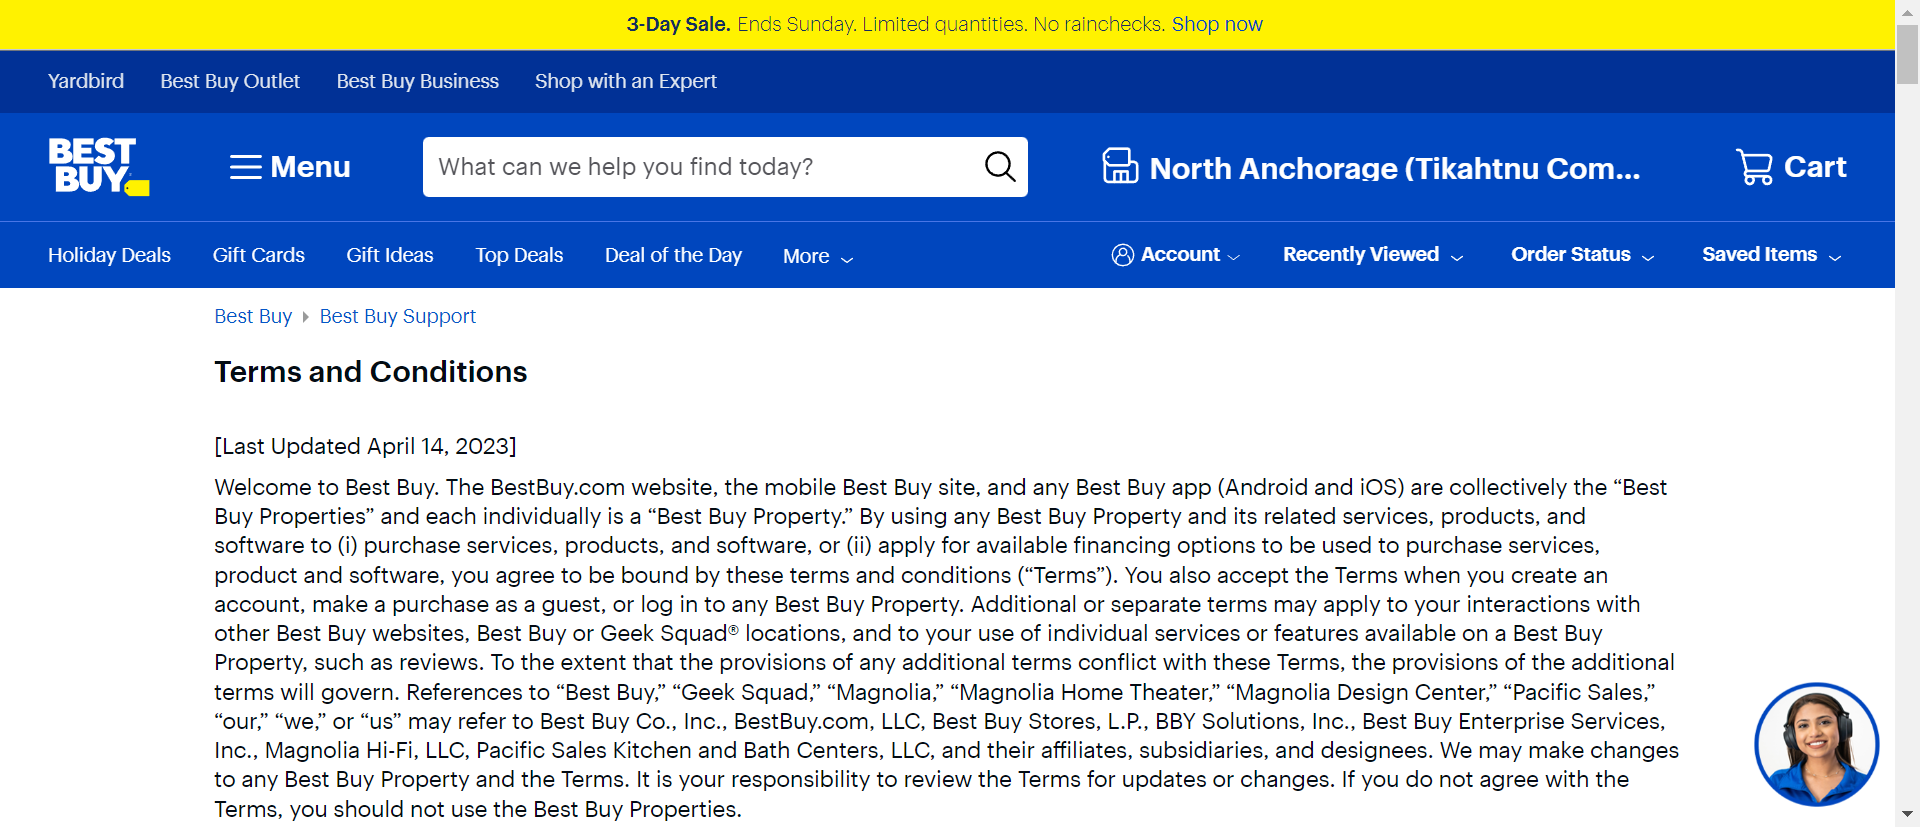 3-Day Sale. Ends Sunday. Limited quantities. No rainchecks. Shop now
Yardbird Best Buy Outlet Best Buy Business Shop with an Expert
BEST
BUY
Menu
What can we help you find today?
North Anchorage (Tikahtnu Com...
Cart
Holiday Deals Gift Cards Gift Ideas Top Deals Deal of the Day More Account Recently Viewed Order Status Saved Items
Best Buy Best Buy Support
Terms and Conditions
[Last Updated April 14, 2023]
Welcome to Best Buy. The BestBuy.com website, the mobile Best Buy site, and any Best Buy app (Android and iOS) are collectively the “Best
Buy Properties” and each individually is a “Best Buy Property.” By using any Best Buy Property and its related services, products, and
software to (i) purchase services, products, and software, or (ii) apply for available financing options to be used to purchase services,
product and software, you agree to be bound by these terms and conditions (“Terms”). You also accept the Terms when you create an
account, make a purchase as a guest, or log in to any Best Buy Property. Additional or separate terms may apply to your interactions with
other Best Buy websites, Best Buy or Geek Squad® locations, and to your use of individual services or features available on a Best Buy
Property, such as reviews. To the extent that the provisions of any additional terms conflict with these Terms, the provisions of the additional
terms will govern. References to “Best Buy,” “Geek Squad,” “Magnolia,” “Magnolia Home Theater,” “Magnolia Design Center,” “Pacific Sales,”
“our,” “we,” or “us” may refer to Best Buy Co., Inc., BestBuy.com, LLC, Best Buy Stores, L.P., BBY Solutions, Inc., Best Buy Enterprise Services,
Inc., Magnolia Hi-Fi, LLC, Pacific Sales Kitchen and Bath Centers, LLC, and their affiliates, subsidiaries, and designees. We may make changes
to any Best Buy Property and the Terms. It is your responsibility to review the Terms for updates or changes. If you do not agree with the
Terms, you should not use the Best Buy Properties.